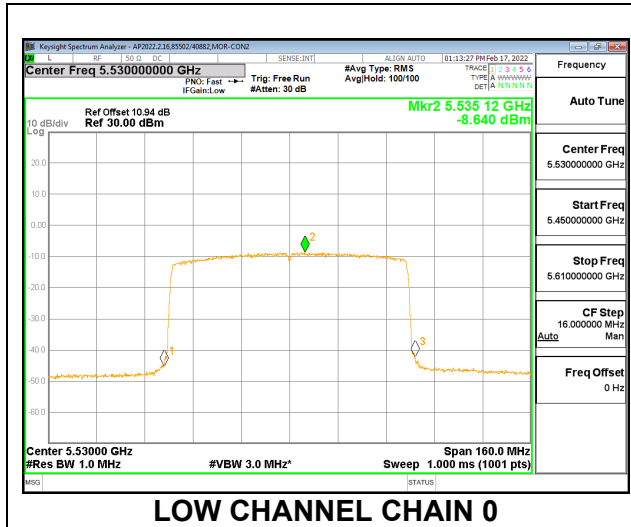 Keysight Spectrum Analyzer - AP2022.2.16,85502/40882,MOR-CON2
L RF 50 Ω DC SENSE:INT ALIGN AUTO 01:13:27 PM Feb 17, 2022
Center Freq 5.530000000 GHz
PNO: Fast
IFGain:Low
Trig: Free Run
#Atten: 30 dB
#Avg Type: RMS
Avg|Hold: 100/100
TRACE 1 2 3 4 5 6
TYPE A WWWWW
DET A N N N N N
Frequency
Ref Offset 10.94 dB
10 dB/div Ref 30.00 dBm
Log
Mkr2 5.535 12 GHz
-8.640 dBm
20.0
10.0
0.00
-10.0
-20.0
-30.0
-40.0
-50.0
-60.0
1
2
3
Center 5.53000 GHz Span 160.0 MHz
#Res BW 1.0 MHz #VBW 3.0 MHz* Sweep 1.000 ms (1001 pts)
MSG STATUS
Auto Tune
Center Freq
5.530000000 GHz
Start Freq
5.450000000 GHz
Stop Freq
5.610000000 GHz
CF Step
16.000000 MHz
Auto Man
Freq Offset
0 Hz
LOW CHANNEL CHAIN 0